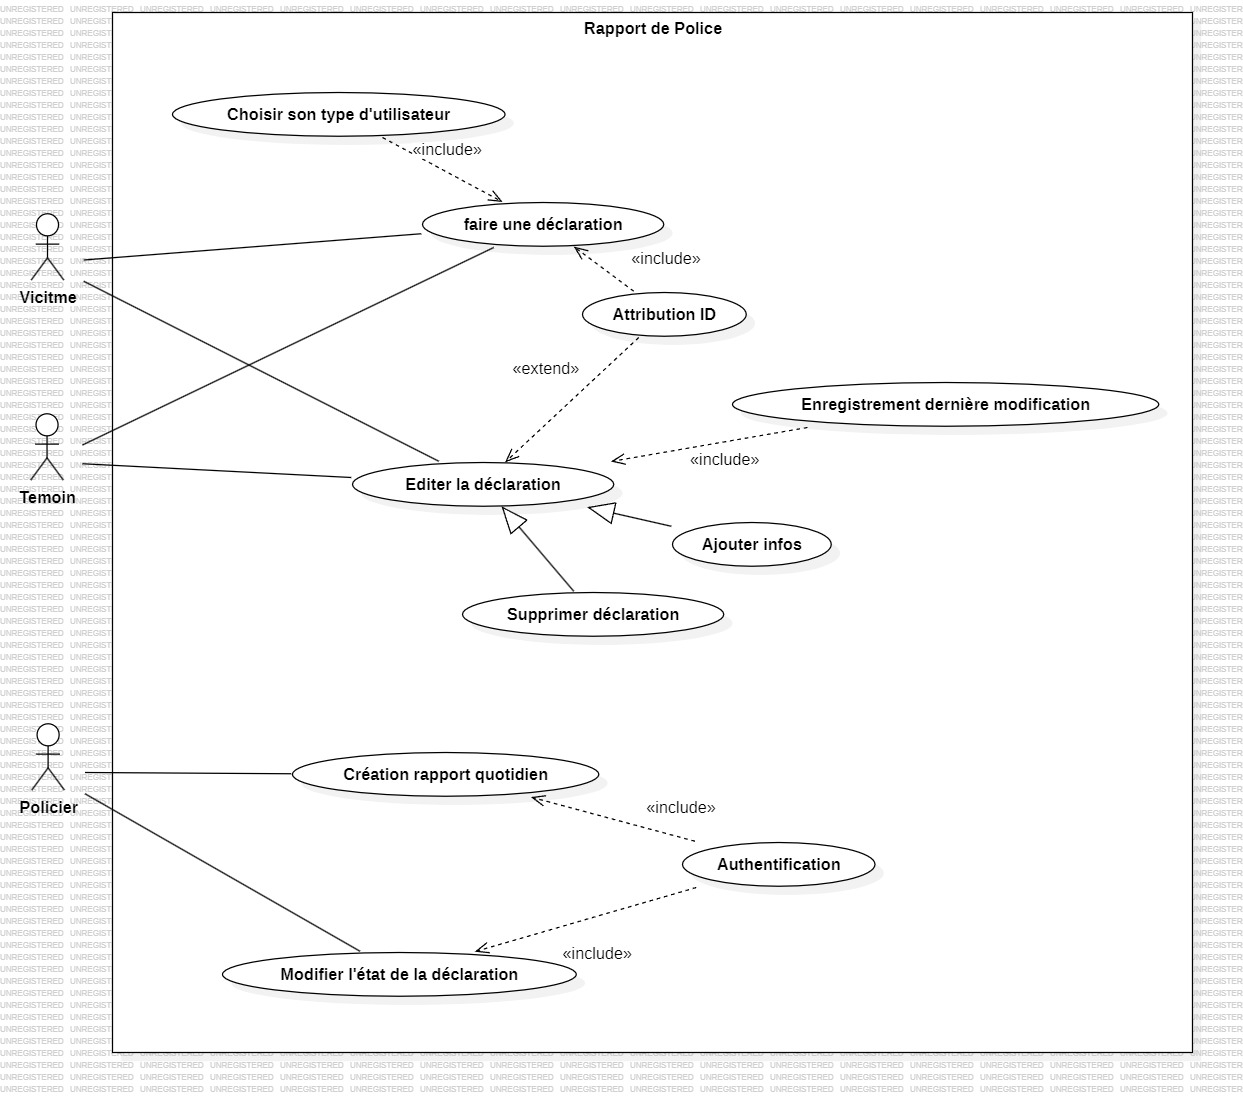 Rapport de Police
Choisir son type d'utilisateur
«include»
faire une déclaration
«include»
Vicitme
Attribution ID
«extend»
Enregistrement dernière modification
«include»
Editer la déclaration
Temoin
Ajouter infos
Supprimer déclaration
Création rapport quotidien
Policier
«include»
Authentification
«include»
Modifier l'état de la déclaration
UNREGISTERED